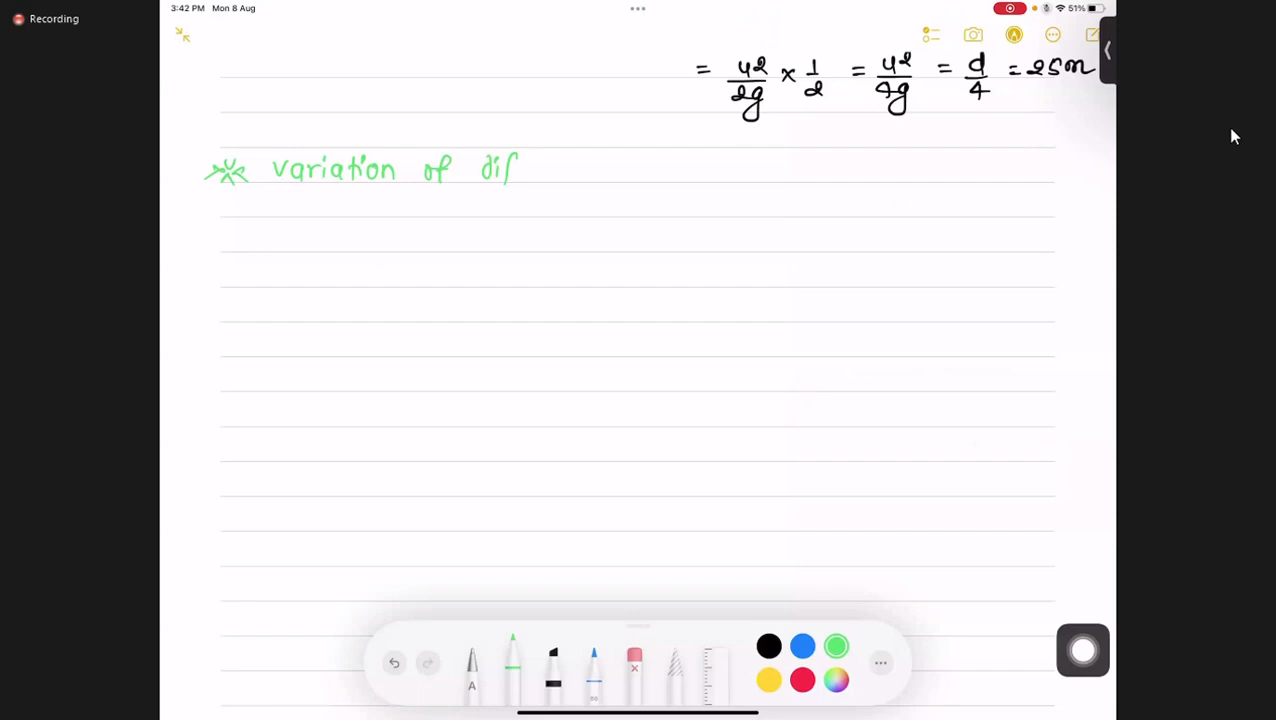 Recording
3:42 PM Mon 8 Aug
51%
= u²/2g × 1/2 = u²/4g = d/4 = 25m
variation of dif
A
50